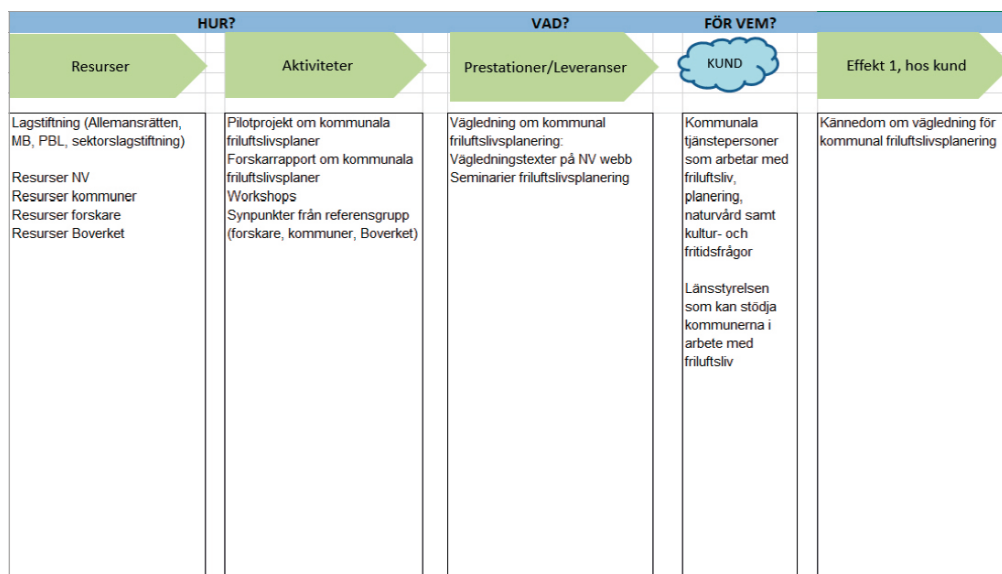 HUR?
VAD?
FÖR VEM?
Resurser
Aktiviteter
Prestationer/Leveranser
KUND
Effekt 1, hos kund
Lagstiftning (Allemansrätten,
MB, PBL, sektorslagstiftning)
Resurser NV
Resurser kommuner
Resurser forskare
Resurser Boverket
Pilotprojekt om kommunala
friluftslivsplaner
Forskarrapport om kommunala
friluftslivsplaner
Workshops
Synpunkter från referensgrupp
(forskare, kommuner, Boverket)
Vägledning om kommunal
friluftslivsplanering:
Vägledningstexter på NV webb
Seminarier friluftslivsplanering
Kommunala
tjänstepersoner
som arbetar med
friluftsliv,
planering,
naturvård samt
kultur- och
fritidsfrågor
Länsstyrelsen
som kan stödja
kommunerna i
arbete med
friluftsliv
Kännedom om vägledning för
kommunal friluftslivsplanering